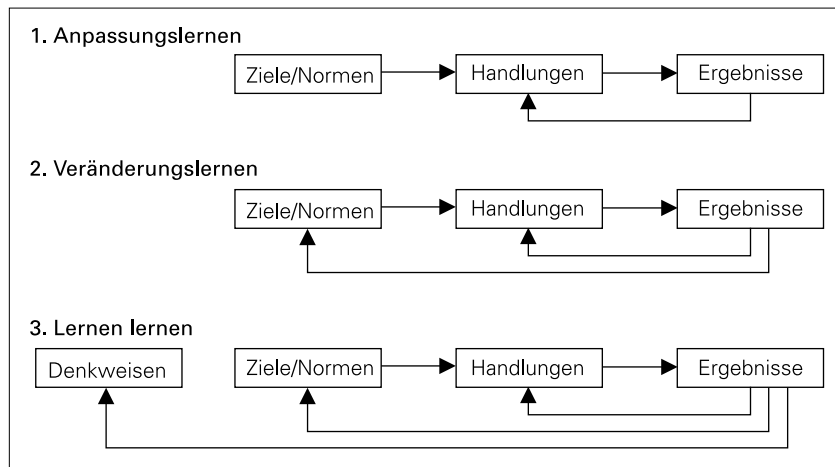 1. Anpassungslernen
Ziele/Normen Handlungen Ergebnisse
2. Veränderungslernen
Ziele/Normen Handlungen Ergebnisse
3. Lernen lernen
Denkweisen Ziele/Normen Handlungen Ergebnisse